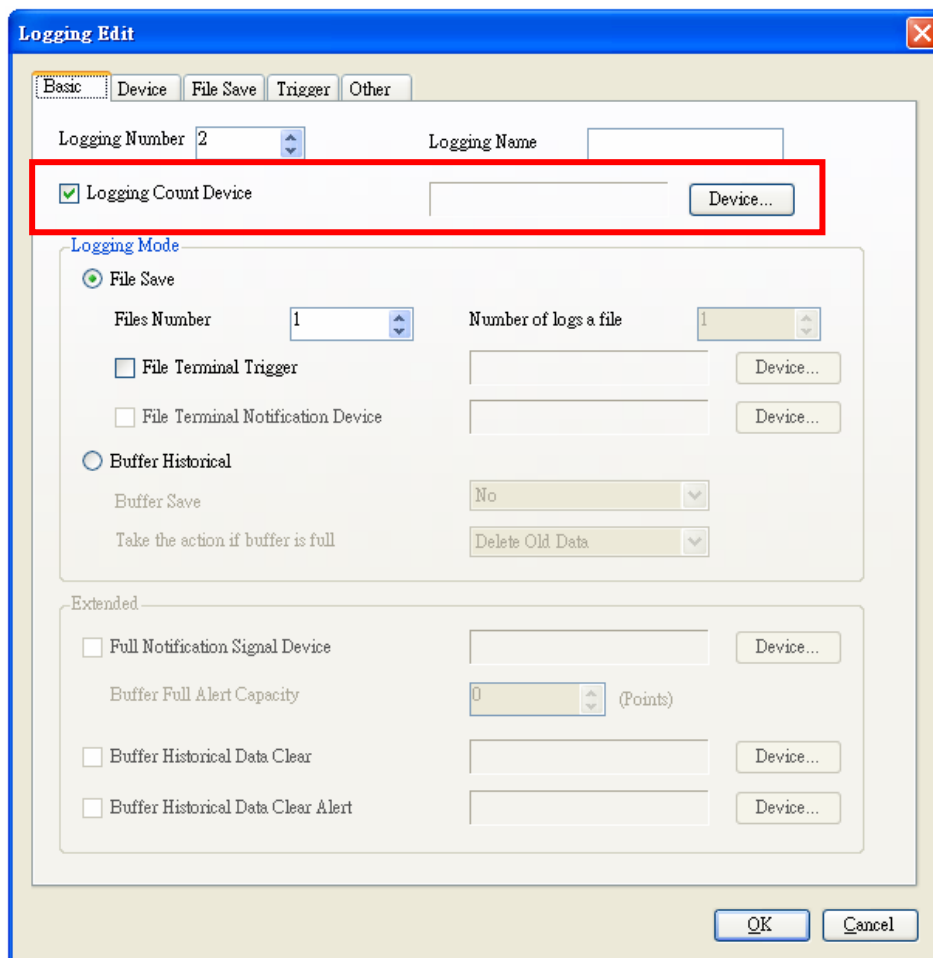 Logging Edit
Basic Device File Save Trigger Other
Logging Number 2 Logging Name
Logging Count Device Device...
Logging Mode
File Save
Files Number 1 Number of logs a file 1
File Terminal Trigger Device...
File Terminal Notification Device Device...
Buffer Historical
Buffer Save No
Take the action if buffer is full Delete Old Data
Extended
Full Notification Signal Device Device...
Buffer Full Alert Capacity 0 (Points)
Buffer Historical Data Clear Device...
Buffer Historical Data Clear Alert Device...
OK Cancel